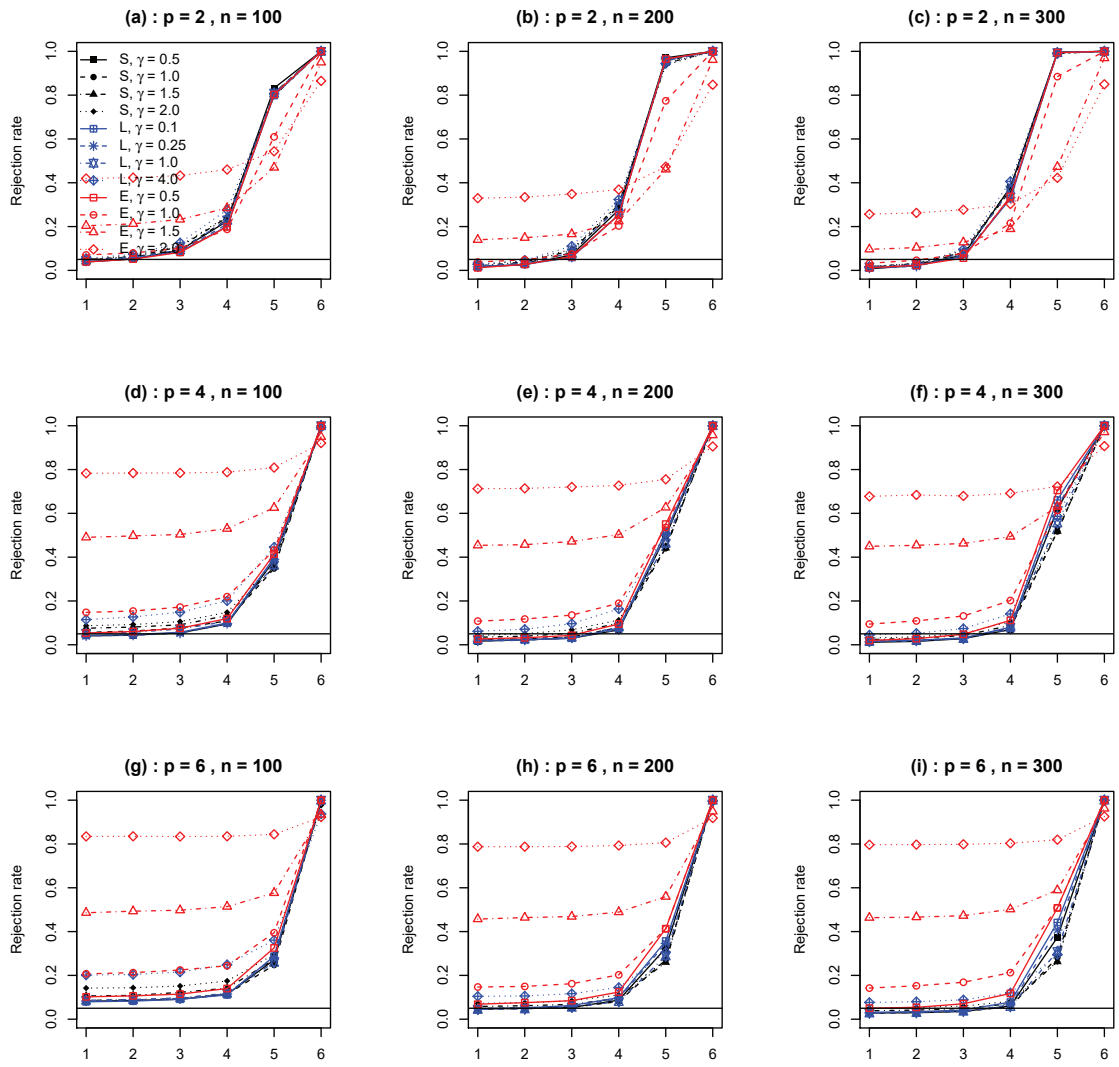 (a) : p = 2 , n = 100
Rejection rate
0.0 0.2 0.4 0.6 0.8 1.0
S, γ = 0.5
S, γ = 1.0
S, γ = 1.5
S, γ = 2.0
L, γ = 0.1
L, γ = 0.25
L, γ = 1.0
L, γ = 4.0
E, γ = 0.5
E, γ = 1.0
E, γ = 1.5
E, γ = 2.0
1 2 3 4 5 6
(b) : p = 2 , n = 200
Rejection rate
0.0 0.2 0.4 0.6 0.8 1.0
1 2 3 4 5 6
(c) : p = 2 , n = 300
Rejection rate
0.0 0.2 0.4 0.6 0.8 1.0
1 2 3 4 5 6
(d) : p = 4 , n = 100
Rejection rate
0.0 0.2 0.4 0.6 0.8 1.0
1 2 3 4 5 6
(e) : p = 4 , n = 200
Rejection rate
0.0 0.2 0.4 0.6 0.8 1.0
1 2 3 4 5 6
(f) : p = 4 , n = 300
Rejection rate
0.0 0.2 0.4 0.6 0.8 1.0
1 2 3 4 5 6
(g) : p = 6 , n = 100
Rejection rate
0.0 0.2 0.4 0.6 0.8 1.0
1 2 3 4 5 6
(h) : p = 6 , n = 200
Rejection rate
0.0 0.2 0.4 0.6 0.8 1.0
1 2 3 4 5 6
(i) : p = 6 , n = 300
Rejection rate
0.0 0.2 0.4 0.6 0.8 1.0
1 2 3 4 5 6